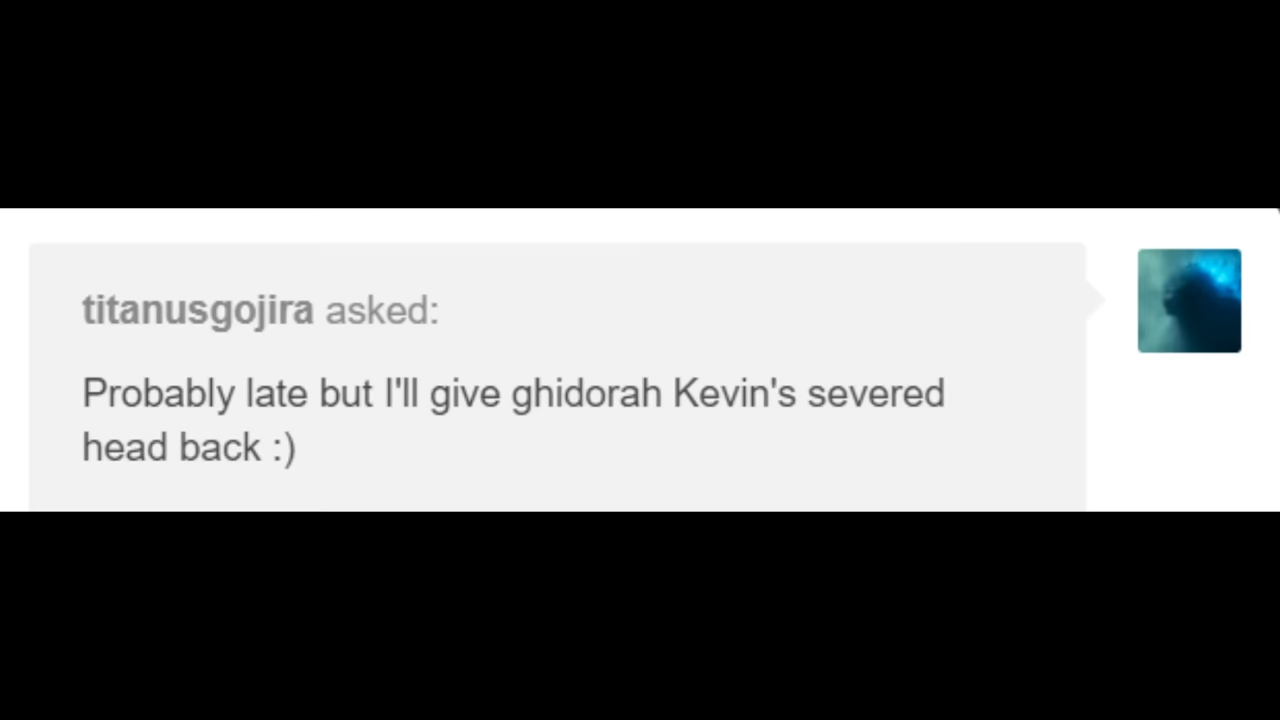 titanusgojira asked:
Probably late but I'll give ghidorah Kevin's severed
head back :)